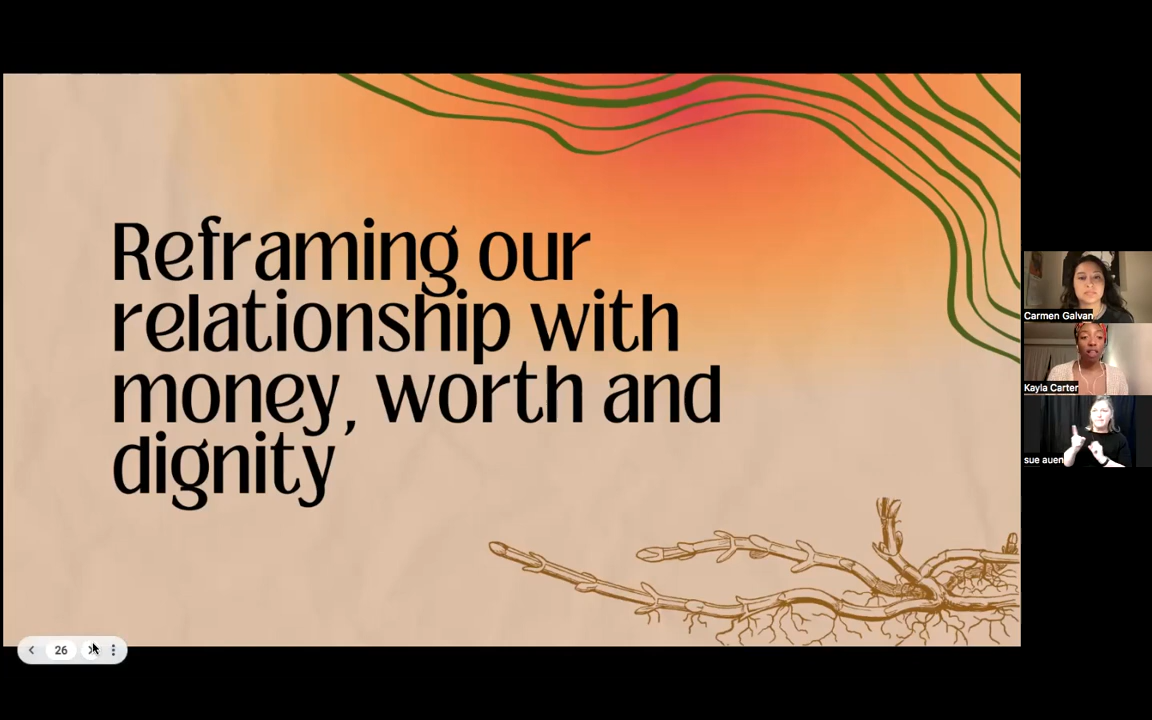 Reframing our
relationship with
money, worth and
dignity
Carmen Galvan
Kayla Carter
sue auen
26